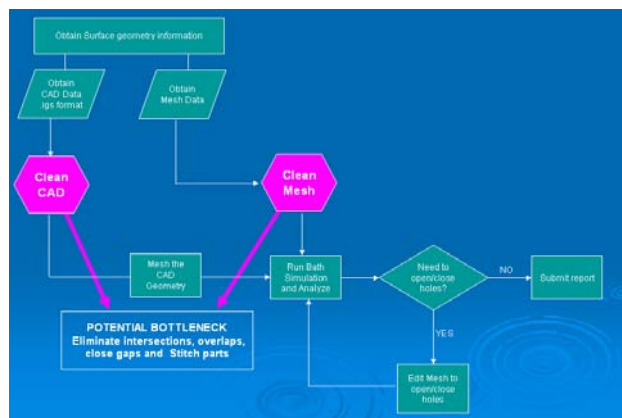 Obtain Surface geometry information
Obtain
CAD Data
.igs format
Obtain
Mesh Data
Clean
CAD
Clean
Mesh
Mesh the
CAD
Geometry
Run Bath
Simulation
and Analyze
Need to
open/close
holes?
NO
Submit report
POTENTIAL BOTTLENECK
Eliminate intersections, overlaps,
close gaps and Stitch parts
YES
Edit Mesh to
open/close
holes